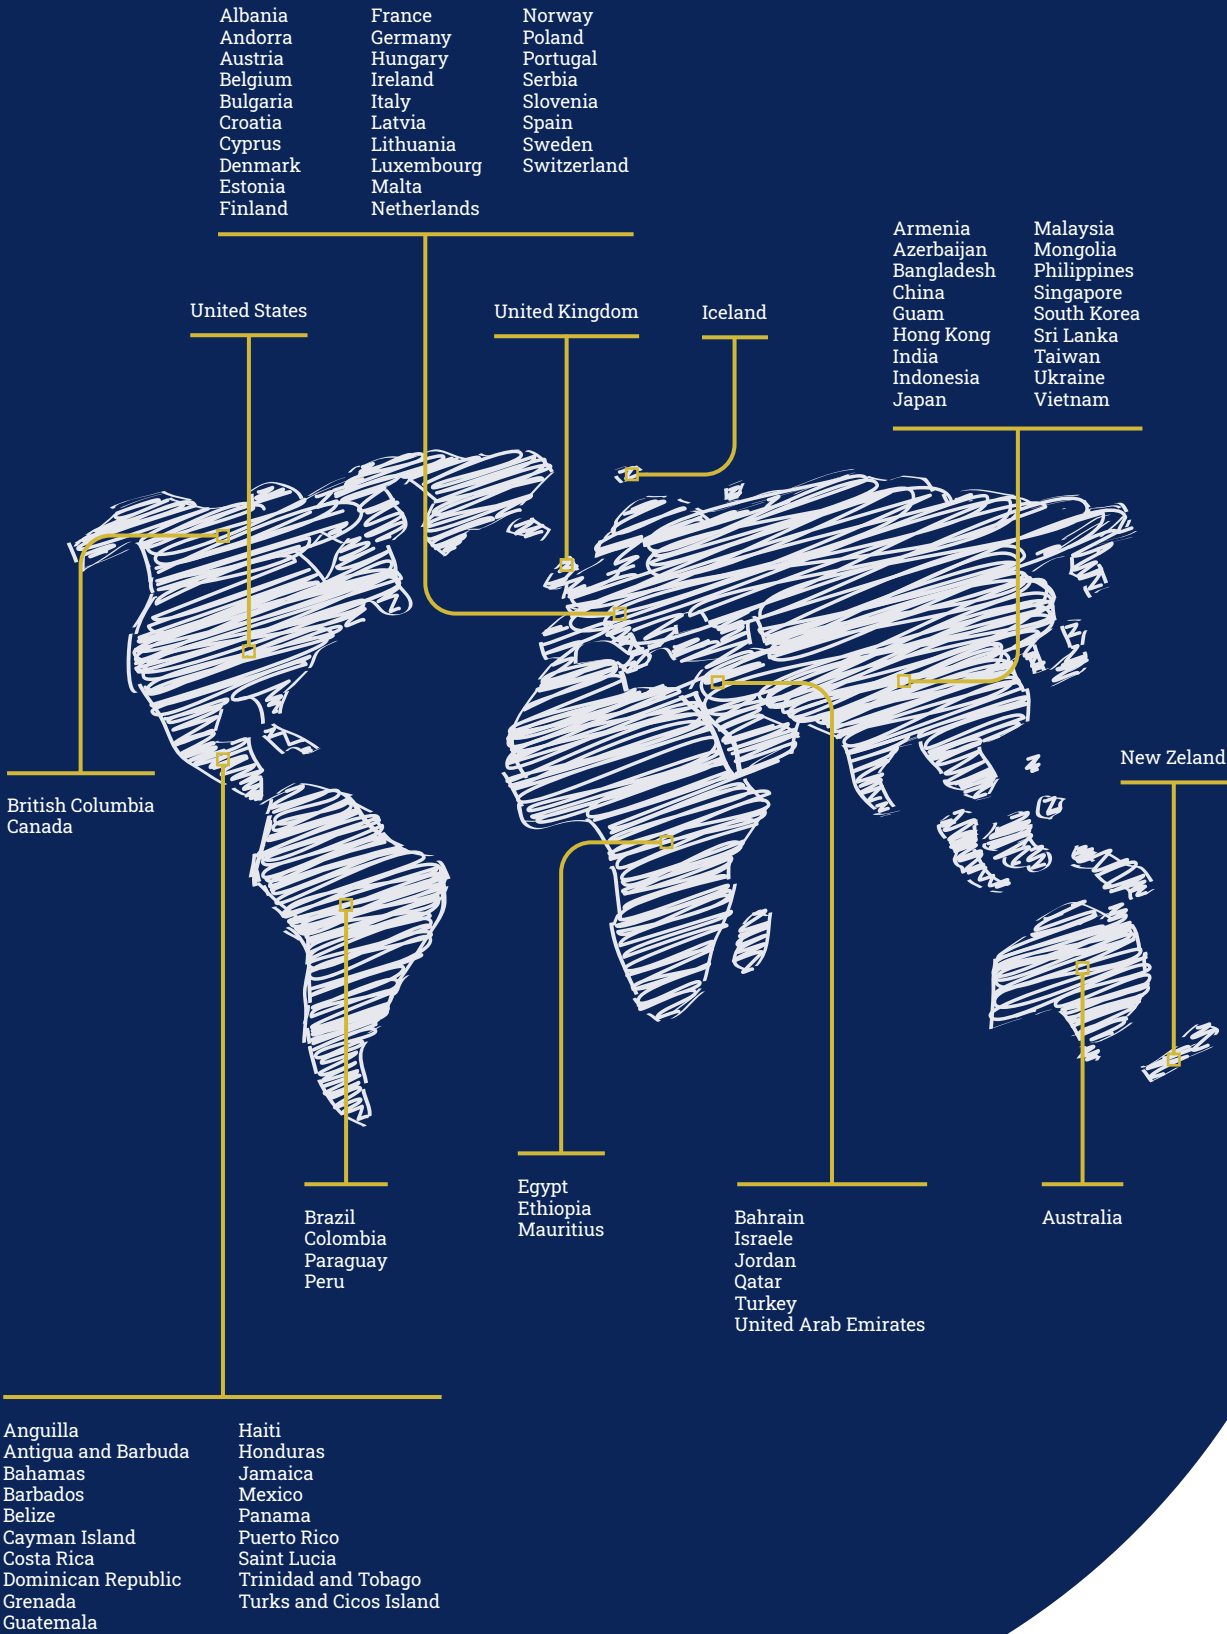 Albania
Andorra
Austria
Belgium
Bulgaria
Croatia
Cyprus
Denmark
Estonia
Finland
France
Germany
Hungary
Ireland
Italy
Latvia
Lithuania
Luxembourg
Malta
Netherlands
Norway
Poland
Portugal
Serbia
Slovenia
Spain
Sweden
Switzerland
Armenia
Azerbaijan
Bangladesh
China
Guam
Hong Kong
India
Indonesia
Japan
Malaysia
Mongolia
Philippines
Singapore
South Korea
Sri Lanka
Taiwan
Ukraine
Vietnam
United States
United Kingdom
Iceland
New Zeland
British Columbia
Canada
Egypt
Ethiopia
Mauritius
Brazil
Colombia
Paraguay
Peru
Bahrain
Israele
Jordan
Qatar
Turkey
United Arab Emirates
Australia
Anguilla
Antigua and Barbuda
Bahamas
Barbados
Belize
Cayman Island
Costa Rica
Dominican Republic
Grenada
Guatemala
Haiti
Honduras
Jamaica
Mexico
Panama
Puerto Rico
Saint Lucia
Trinidad and Tobago
Turks and Cicos Island